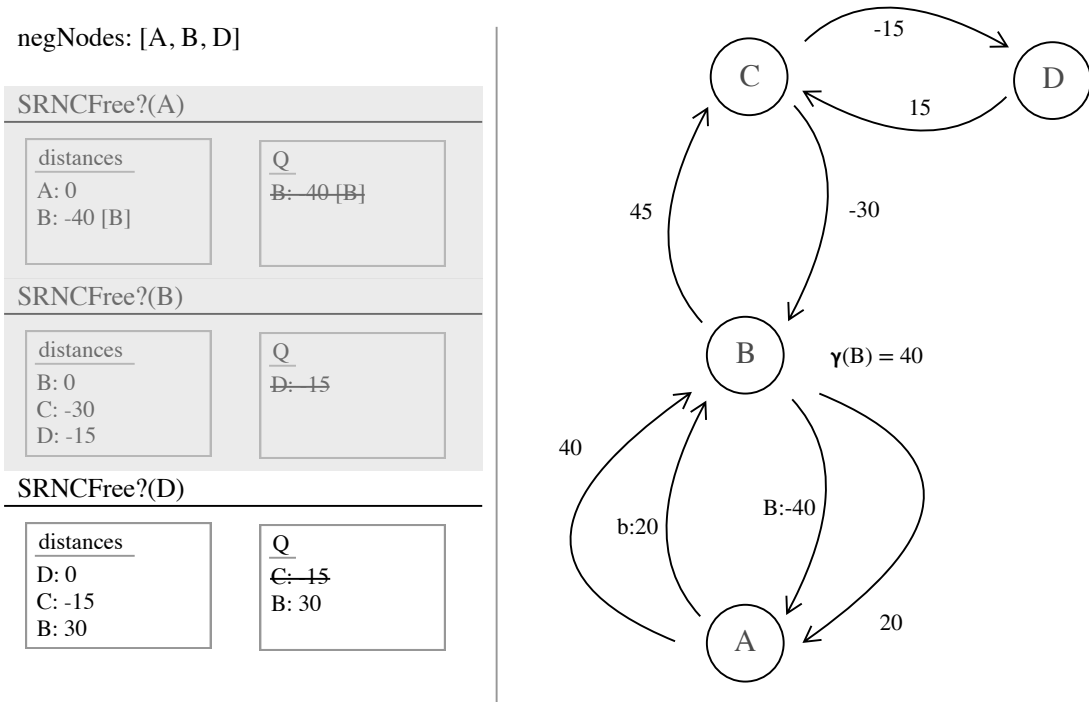 negNodes: [A, B, D]
SRNCFree?(A)
distances
A: 0
B: -40 [B]
Q
B: -40 [B]
SRNCFree?(B)
distances
B: 0
C: -30
D: -15
Q
D: -15
SRNCFree?(D)
distances
D: 0
C: -15
B: 30
Q
C: -15
B: 30
-15
C
D
15
45
-30
B
γ(B) = 40
40
b:20
B:-40
20
A